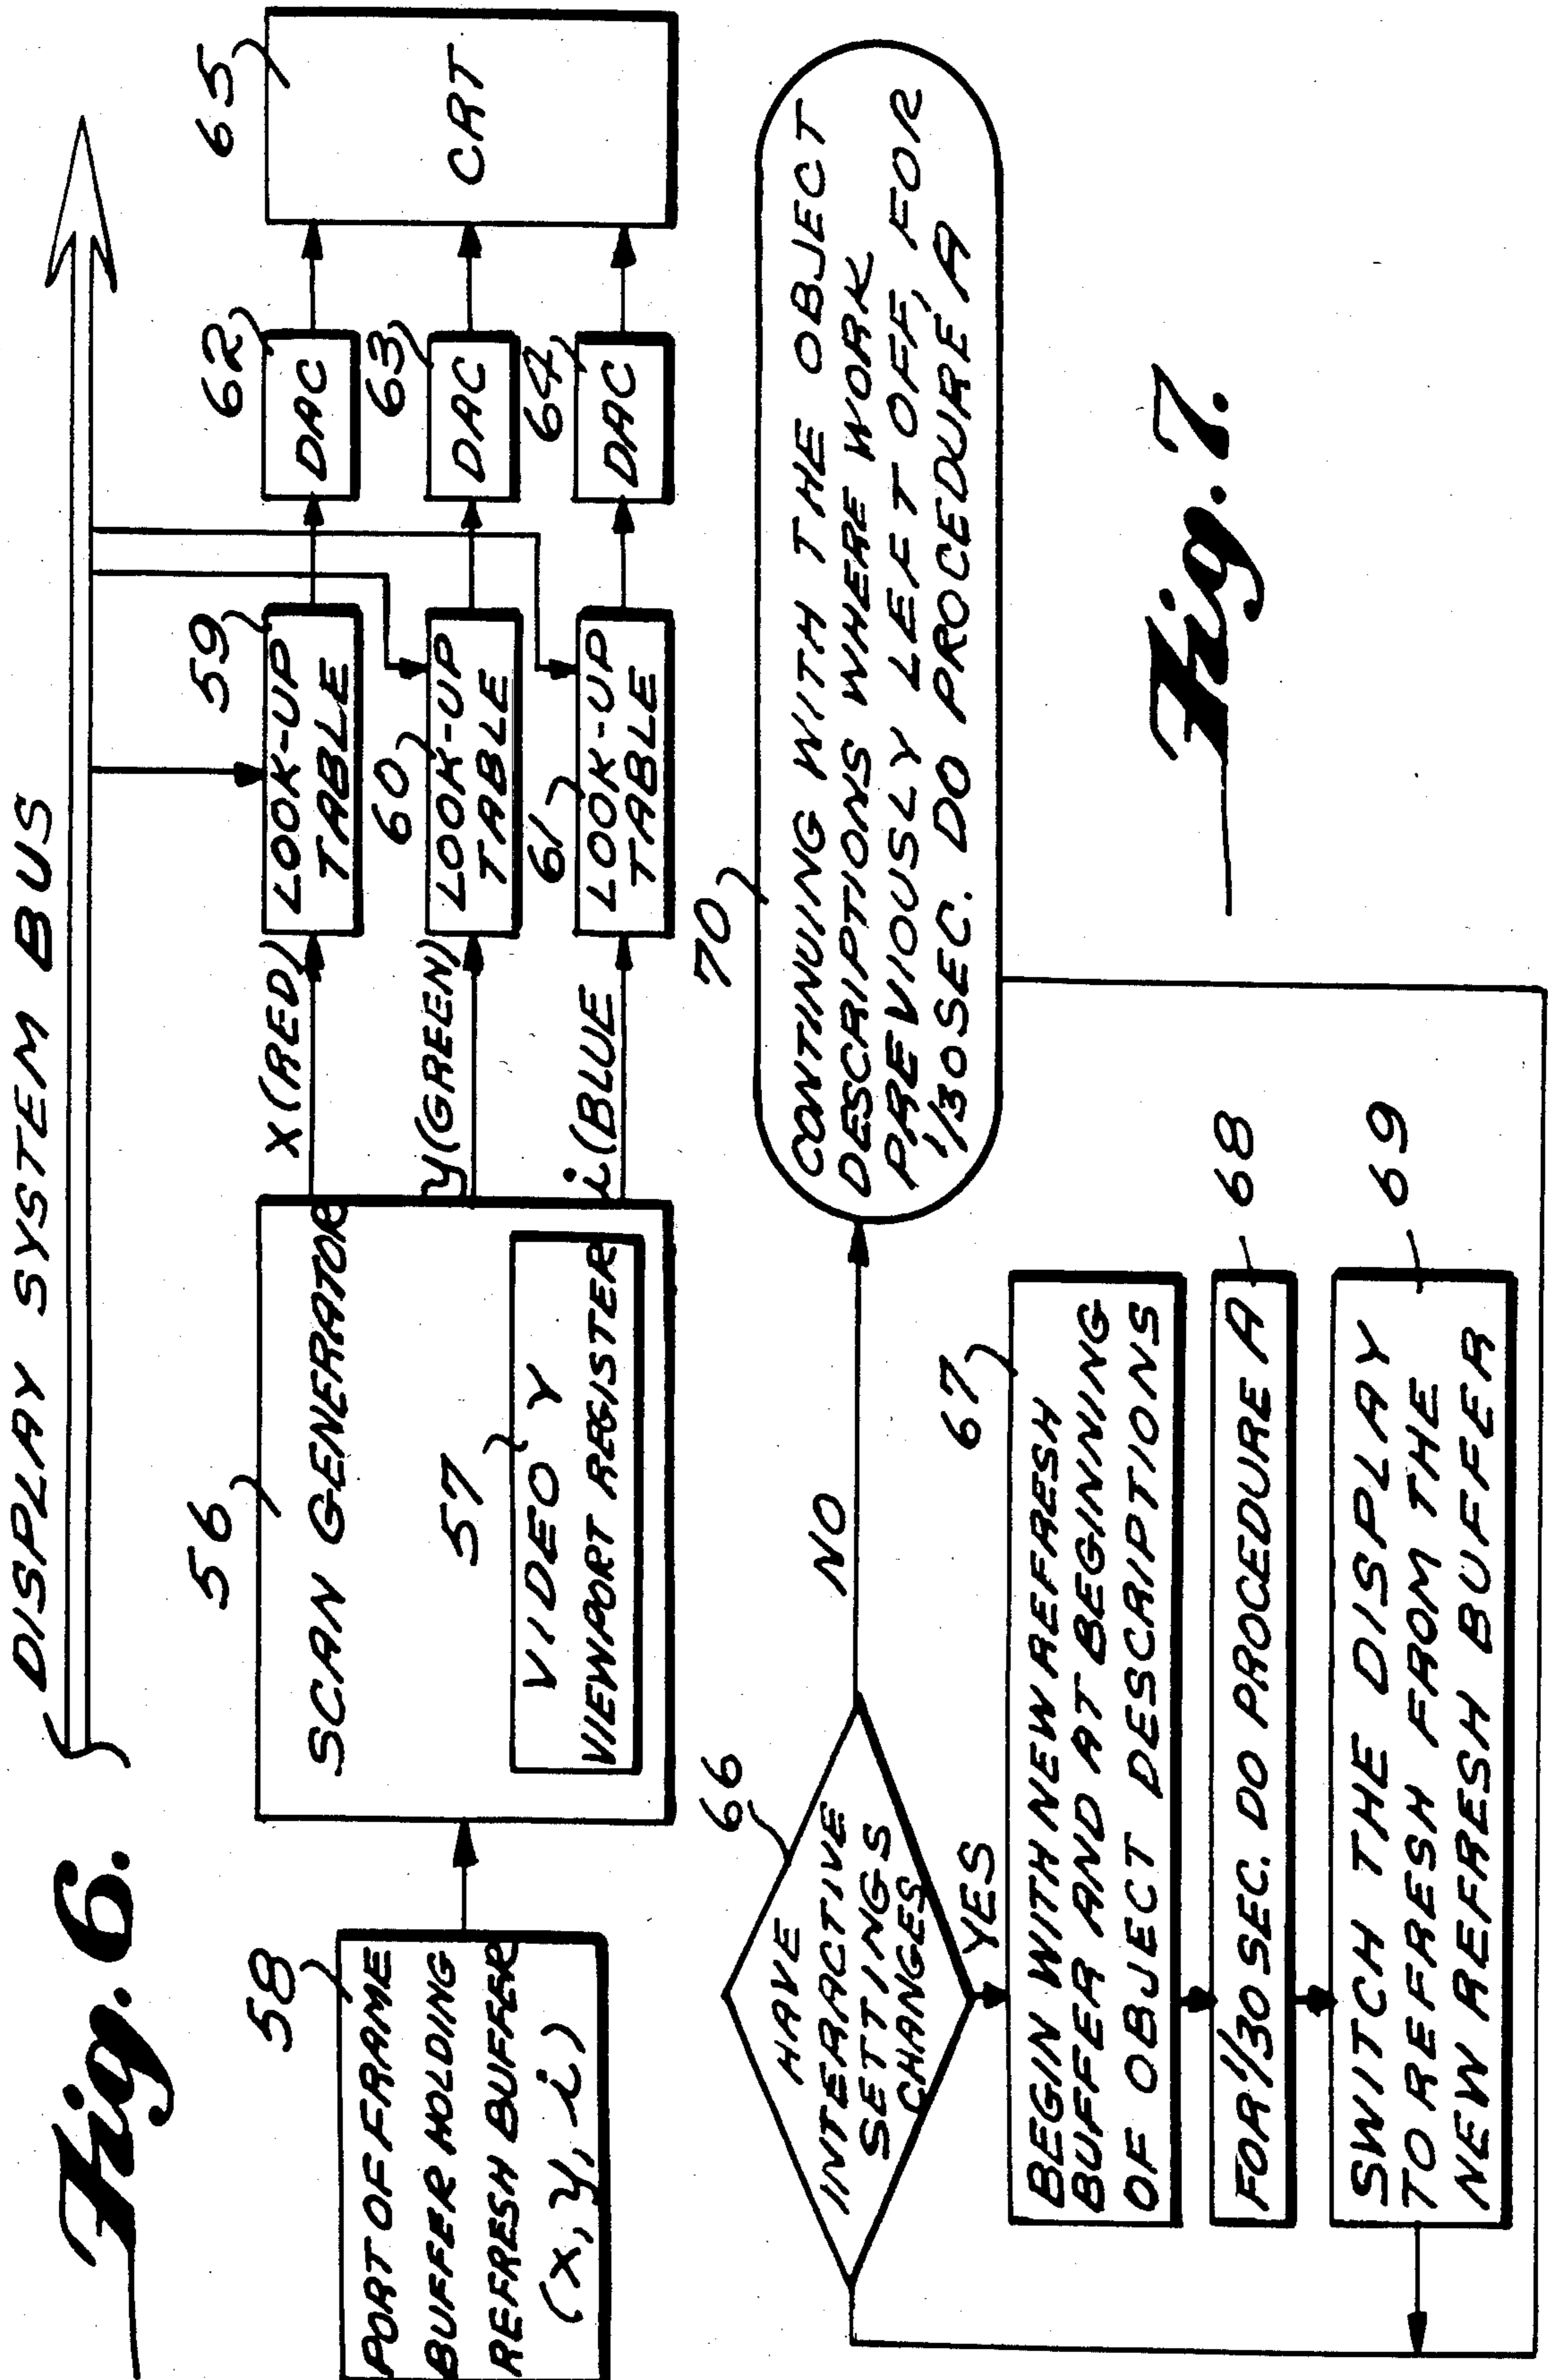 Fig. 6.
DISPLAY SYSTEM BUS
58
PORT OF FRAME
BUFFER HOLDING
REFRESH BUFFER
(x, y, i)
56
SCAN GENERATOR
57
VIDEO Y
VIEWPORT REGISTER
X (RED)
y (GREEN)
i (BLUE
59
LOOK-UP
TABLE
60
LOOK-UP
TABLE
61
LOOK-UP
TABLE
62
DAC
63
DAC
64
DAC
65
CRT
66
HAVE
INTERACTIVE
SETTINGS
CHANGES
NO
YES
67
BEGIN WITH NEW REFRESH
BUFFER AND AT BEGINNING
OF OBJECT DESCRIPTIONS
FOR 1/30 SEC. DO PROCEDURE A
68
SWITCH THE DISPLAY
TO REFRESH FROM THE
NEW REFRESH BUFFER
69
70
CONTINUING WITH THE OBJECT
DESCRIPTIONS WHERE WORK
PREVIOUSLY LEFT OFF, FOR
1/30 SEC. DO PROCEDURE A
Fig. 7.